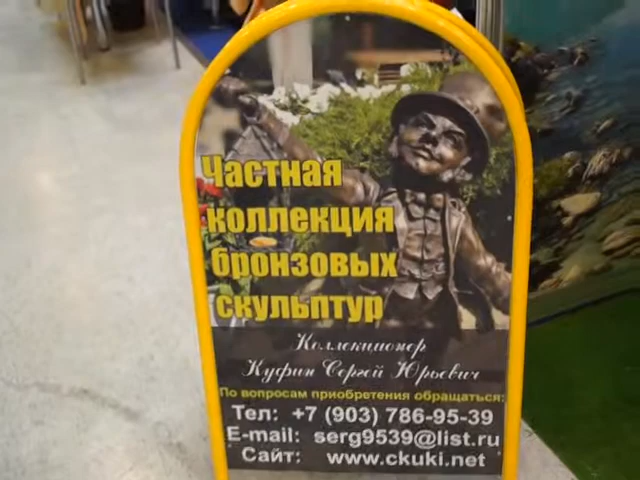 Частная
коллекция
бронзовых
скульптур
Коллекционер
Куфин Сергей Юрьевич
По вопросам приобретения обращаться:
Тел: +7 (903) 786-95-39
E-mail: serg9539@list.ru
Сайт: www.ckuki.net